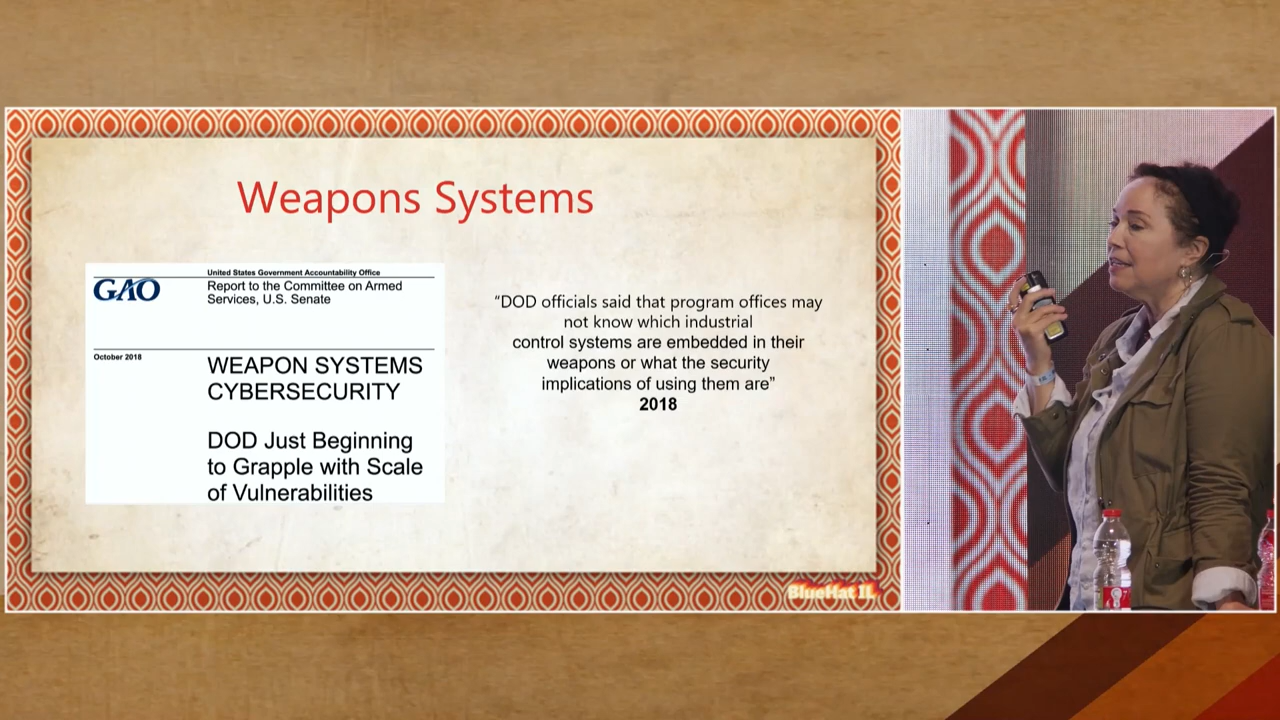 Weapons Systems
GAO
United States Government Accountability Office
Report to the Committee on Armed
Services, U.S. Senate
October 2018
WEAPON SYSTEMS
CYBERSECURITY
DOD Just Beginning
to Grapple with Scale
of Vulnerabilities
“DOD officials said that program offices may
not know which industrial
control systems are embedded in their
weapons or what the security
implications of using them are”
2018
BlueHat IL